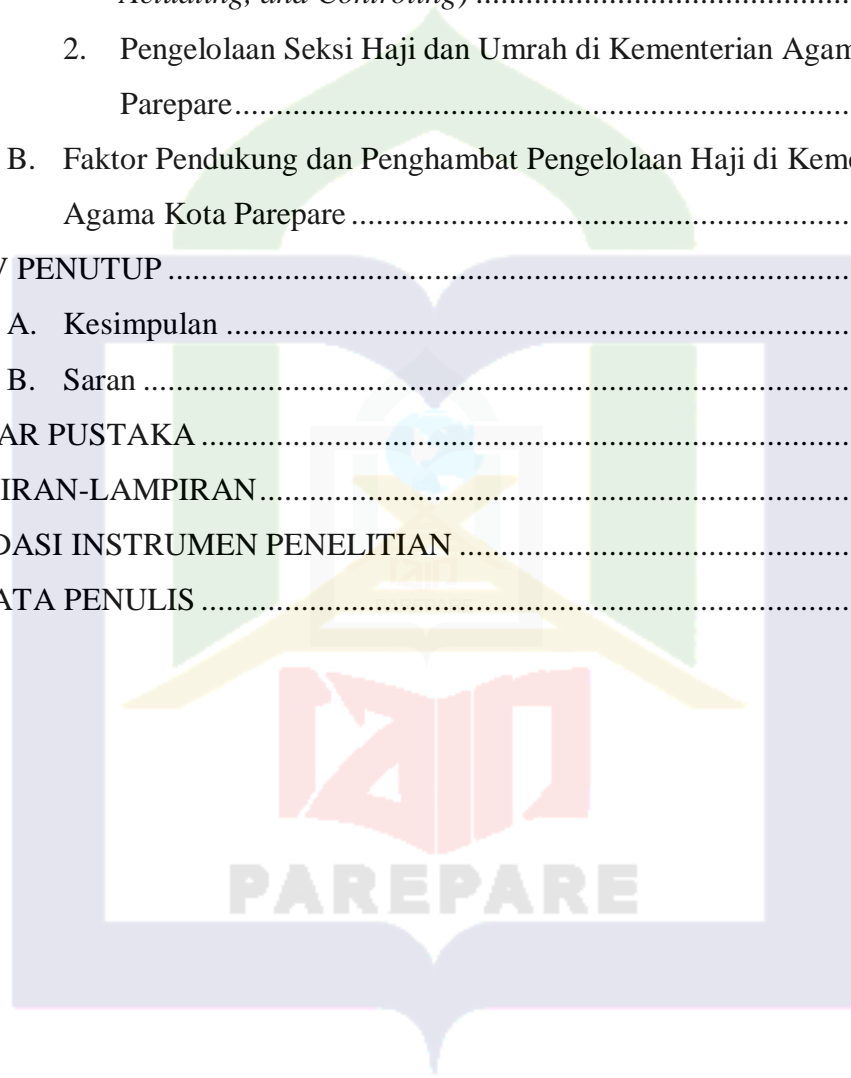 Actuating, and Controling) ....................................................
2. Pengelolaan Seksi Haji dan Umrah di Kementerian Agam
Parepare....................................................................................
B. Faktor Pendukung dan Penghambat Pengelolaan Haji di Keme
Agama Kota Parepare ....................................................................
V PENUTUP ..........................................................................................
A. Kesimpulan ....................................................................................
B. Saran ..............................................................................................
AR PUSTAKA ......................................................................................
IRAN-LAMPIRAN................................................................................
DASI INSTRUMEN PENELITIAN ......................................................
ATA PENULIS ......................................................................................
iain
PAREPARE